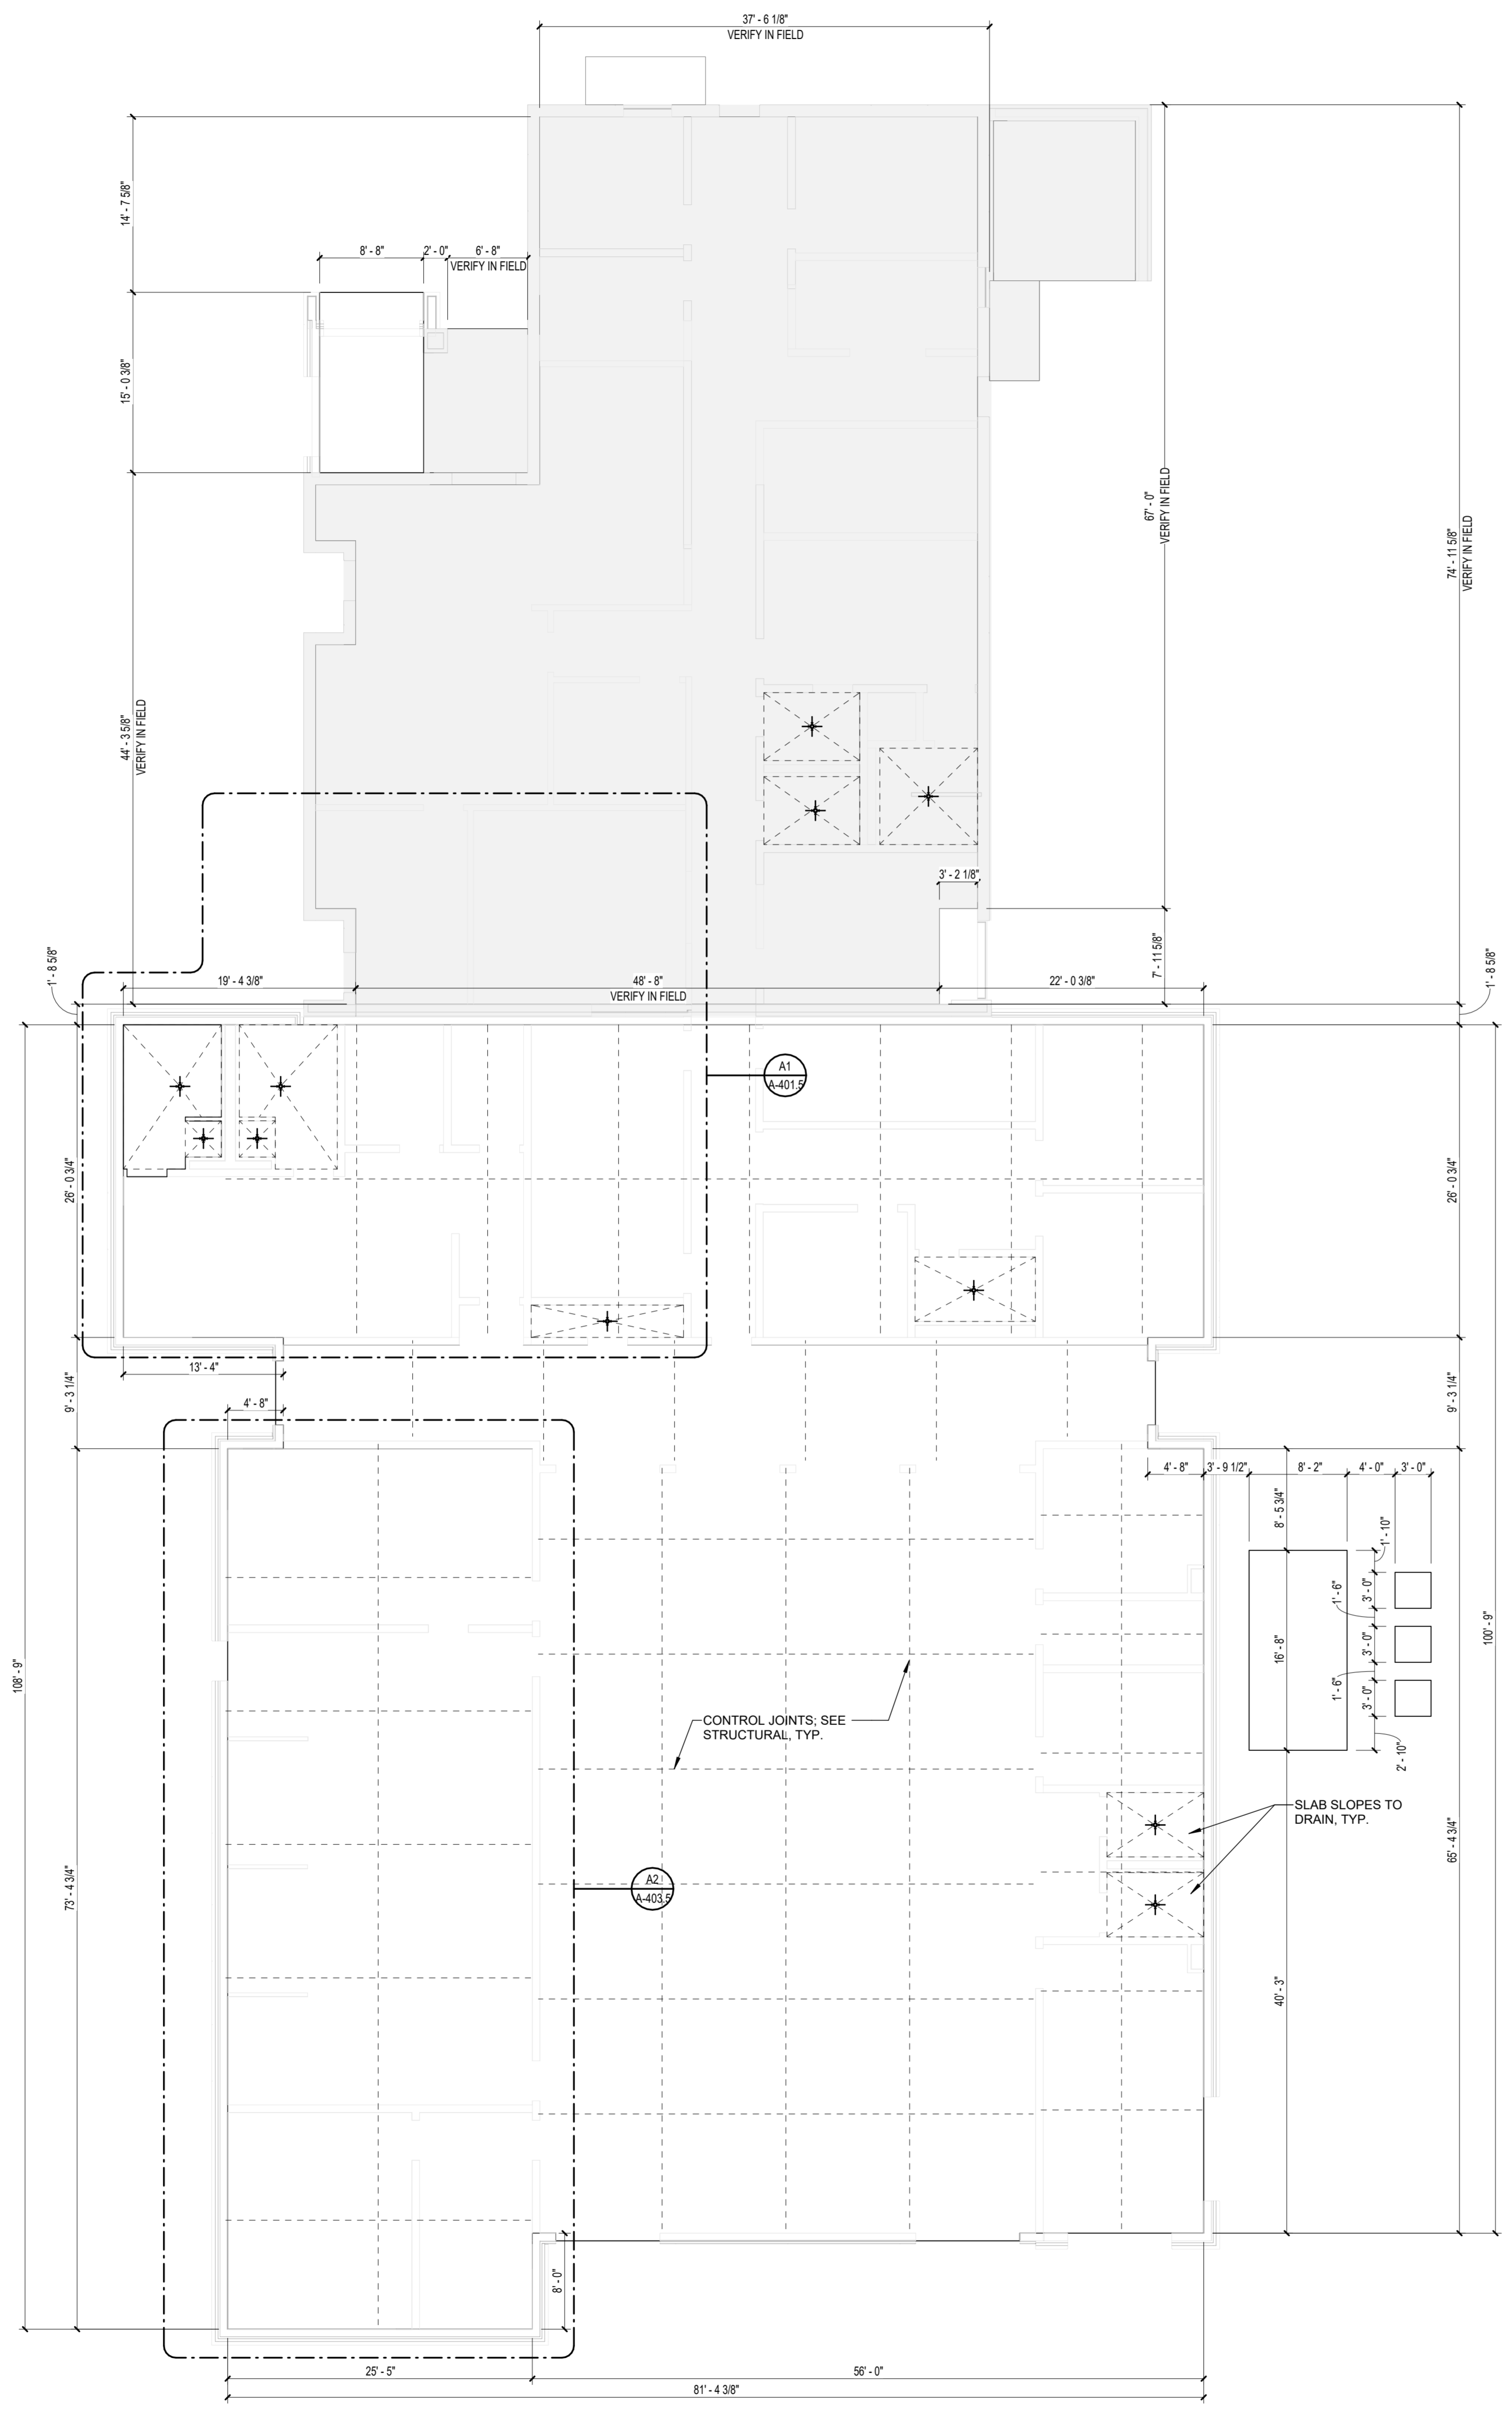 37' - 6 1/8"
VERIFY IN FIELD
14' - 7 5/8"
8' - 8"
2' - 0"
6' - 8"
VERIFY IN FIELD
15' - 0 3/8"
67' - 0"
VERIFY IN FIELD
74' - 11 5/8"
VERIFY IN FIELD
44' - 3 5/8"
VERIFY IN FIELD
3' - 2 1/8"
7' - 11 5/8"
1' - 8 5/8"
1' - 8 5/8"
19' - 4 3/8"
48' - 8"
VERIFY IN FIELD
22' - 0 3/8"
A1
A-401.5
26' - 0 3/4"
26' - 0 3/4"
13' - 4"
9' - 3 1/4"
9' - 3 1/4"
4' - 8"
4' - 8"
3' - 9 1/2"
8' - 2"
4' - 0"
3' - 0"
8' - 5 3/4"
1' - 10"
1' - 6"
3' - 0"
16' - 8"
3' - 0"
1' - 6"
3' - 0"
2' - 10"
100' - 9"
108' - 9"
CONTROL JOINTS; SEE
STRUCTURAL, TYP.
SLAB SLOPES TO
DRAIN, TYP.
65' - 4 3/4"
73' - 4 3/4"
A2
A-403.5
40' - 3"
8' - 0"
25' - 5"
56' - 0"
81' - 4 3/8"